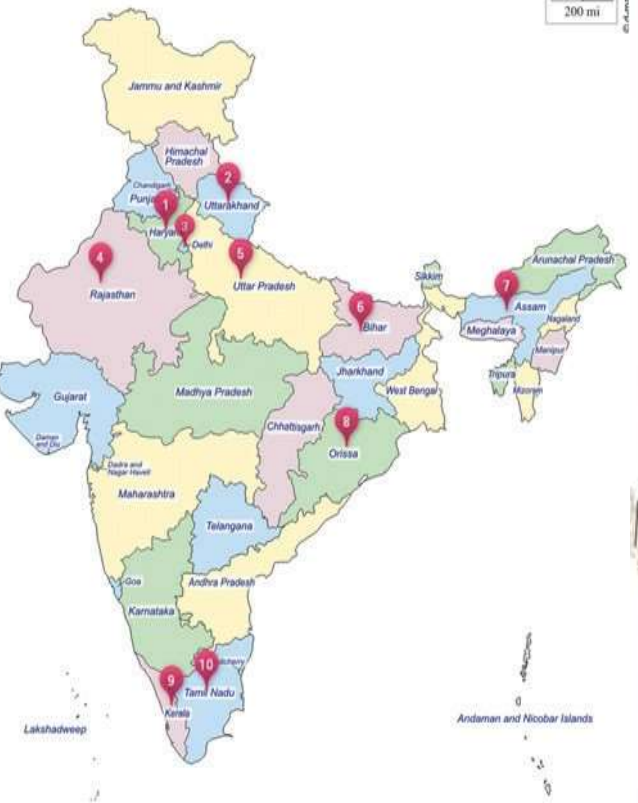 200 mi
Jammu and Kashmir
Himachal
Pradesh
Chandigarh
2
Uttarakhand
1
3
Delhi
4
Rajasthan
5
Uttar Pradesh
Sikkim
Arunachal Pradesh
7
Assam
Nagaland
6
Bihar
Meghalaya
Manipur
Jharkhand
Tripura
Mizoram
Gujarat
Madhya Pradesh
West Bengal
8
Chhattisgarh
Orissa
Daman
and Diu
Dadra and
Nagar Haveli
Maharashtra
Telangana
Goa
Andhra Pradesh
Karnataka
9
10
Tamil Nadu
Kerala
Lakshadweep
Andaman and Nicobar Islands